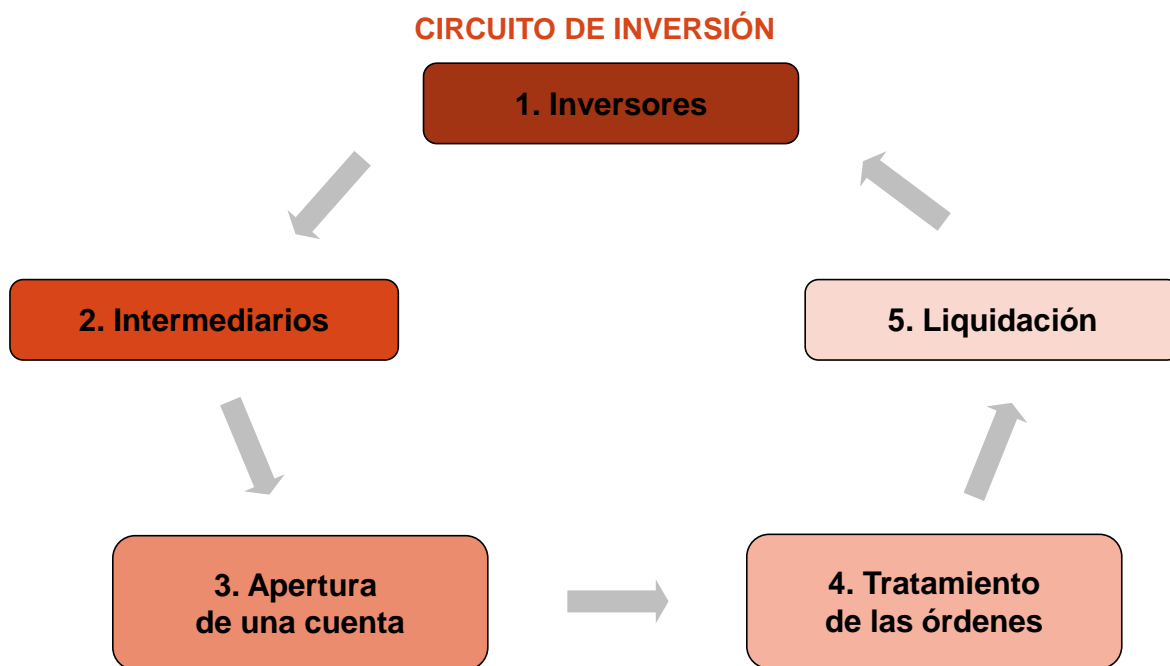 CIRCUITO DE INVERSIÓN
1. Inversores
2. Intermediarios
5. Liquidación
3. Apertura
de una cuenta
4. Tratamiento
de las órdenes